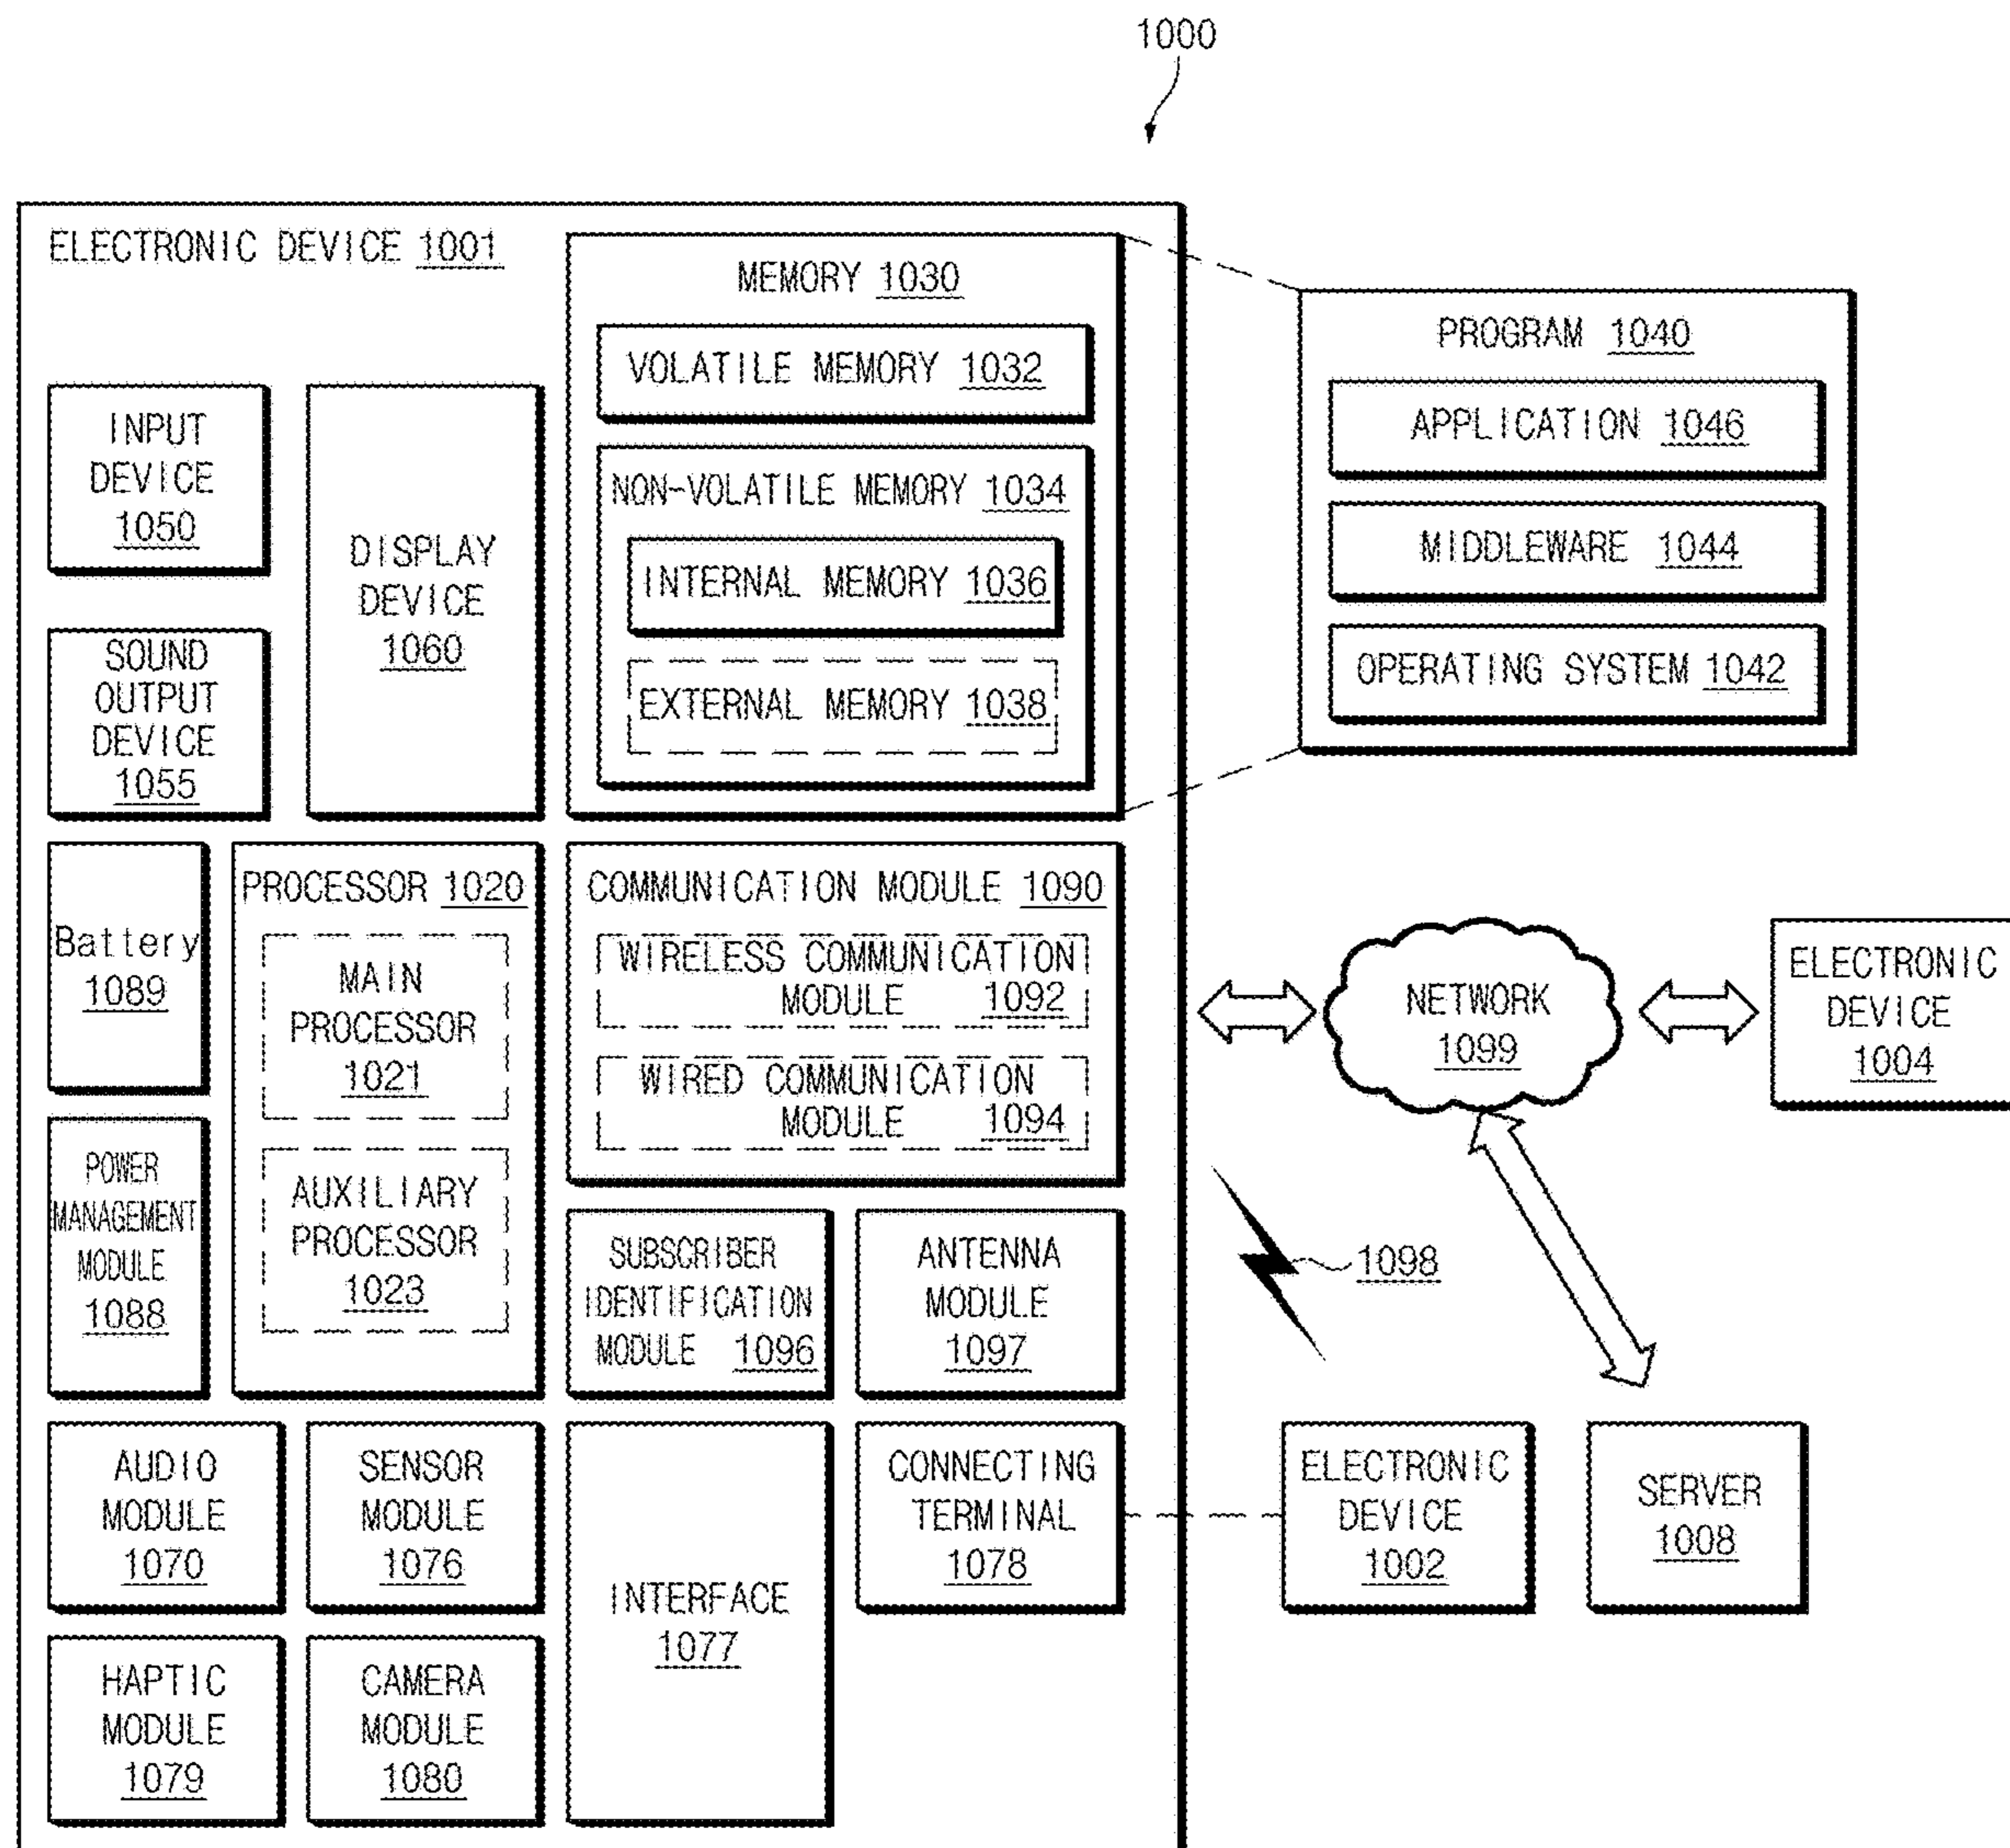 1000
ELECTRONIC DEVICE 1001
MEMORY 1030
VOLATILE MEMORY 1032
NON-VOLATILE MEMORY 1034
INTERNAL MEMORY 1036
EXTERNAL MEMORY 1038
PROGRAM 1040
APPLICATION 1046
MIDDLEWARE 1044
OPERATING SYSTEM 1042
INPUT
DEVICE
1050
SOUND
OUTPUT
DEVICE
1055
DISPLAY
DEVICE
1060
Battery
1089
POWER
MANAGEMENT
MODULE
1088
PROCESSOR 1020
MAIN
PROCESSOR
1021
AUXILIARY
PROCESSOR
1023
COMMUNICATION MODULE 1090
WIRELESS COMMUNICATION
MODULE 1092
WIRED COMMUNICATION
MODULE 1094
SUBSCRIBER
IDENTIFICATION
MODULE 1096
ANTENNA
MODULE
1097
NETWORK
1099
ELECTRONIC
DEVICE
1004
1098
AUDIO
MODULE
1070
SENSOR
MODULE
1076
INTERFACE
1077
CONNECTING
TERMINAL
1078
ELECTRONIC
DEVICE
1002
SERVER
1008
HAPTIC
MODULE
1079
CAMERA
MODULE
1080